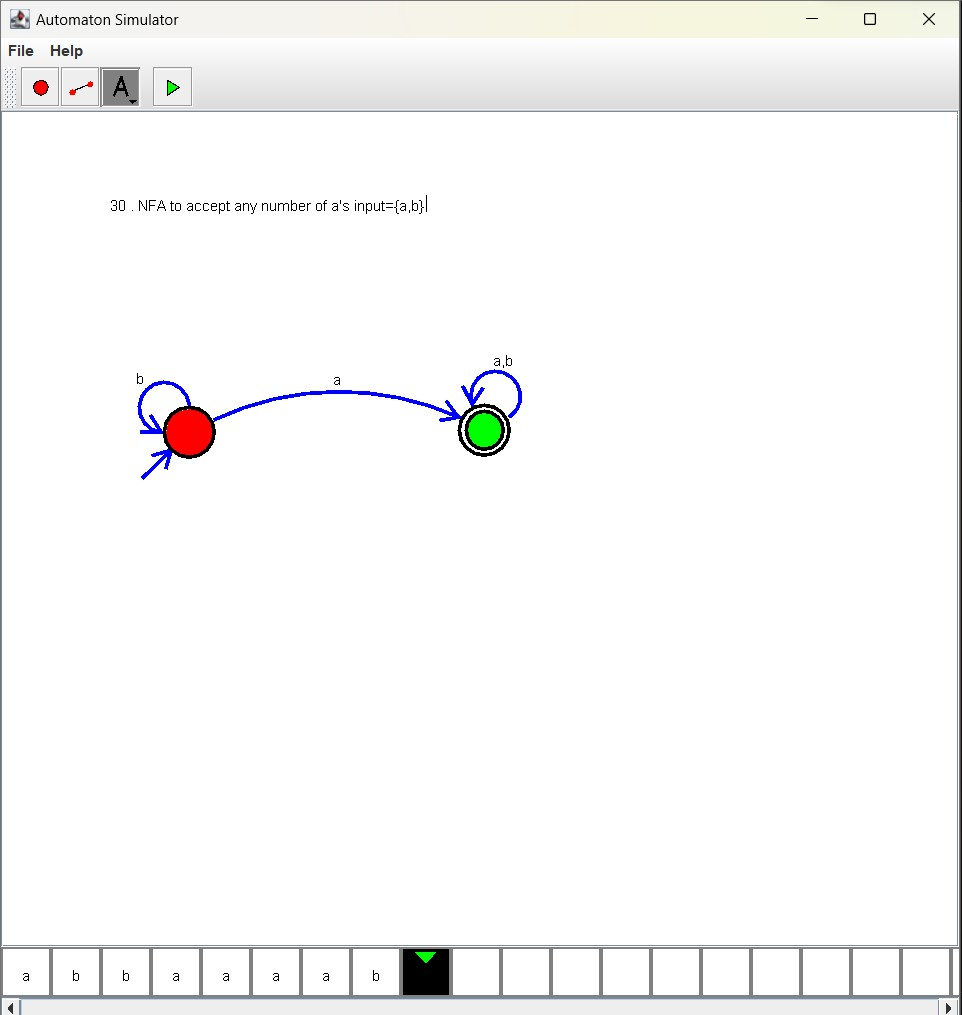 Automaton Simulator
File Help
A
30 . NFA to accept any number of a's input={a,b}
a,b
b
a
a b b a a a a b